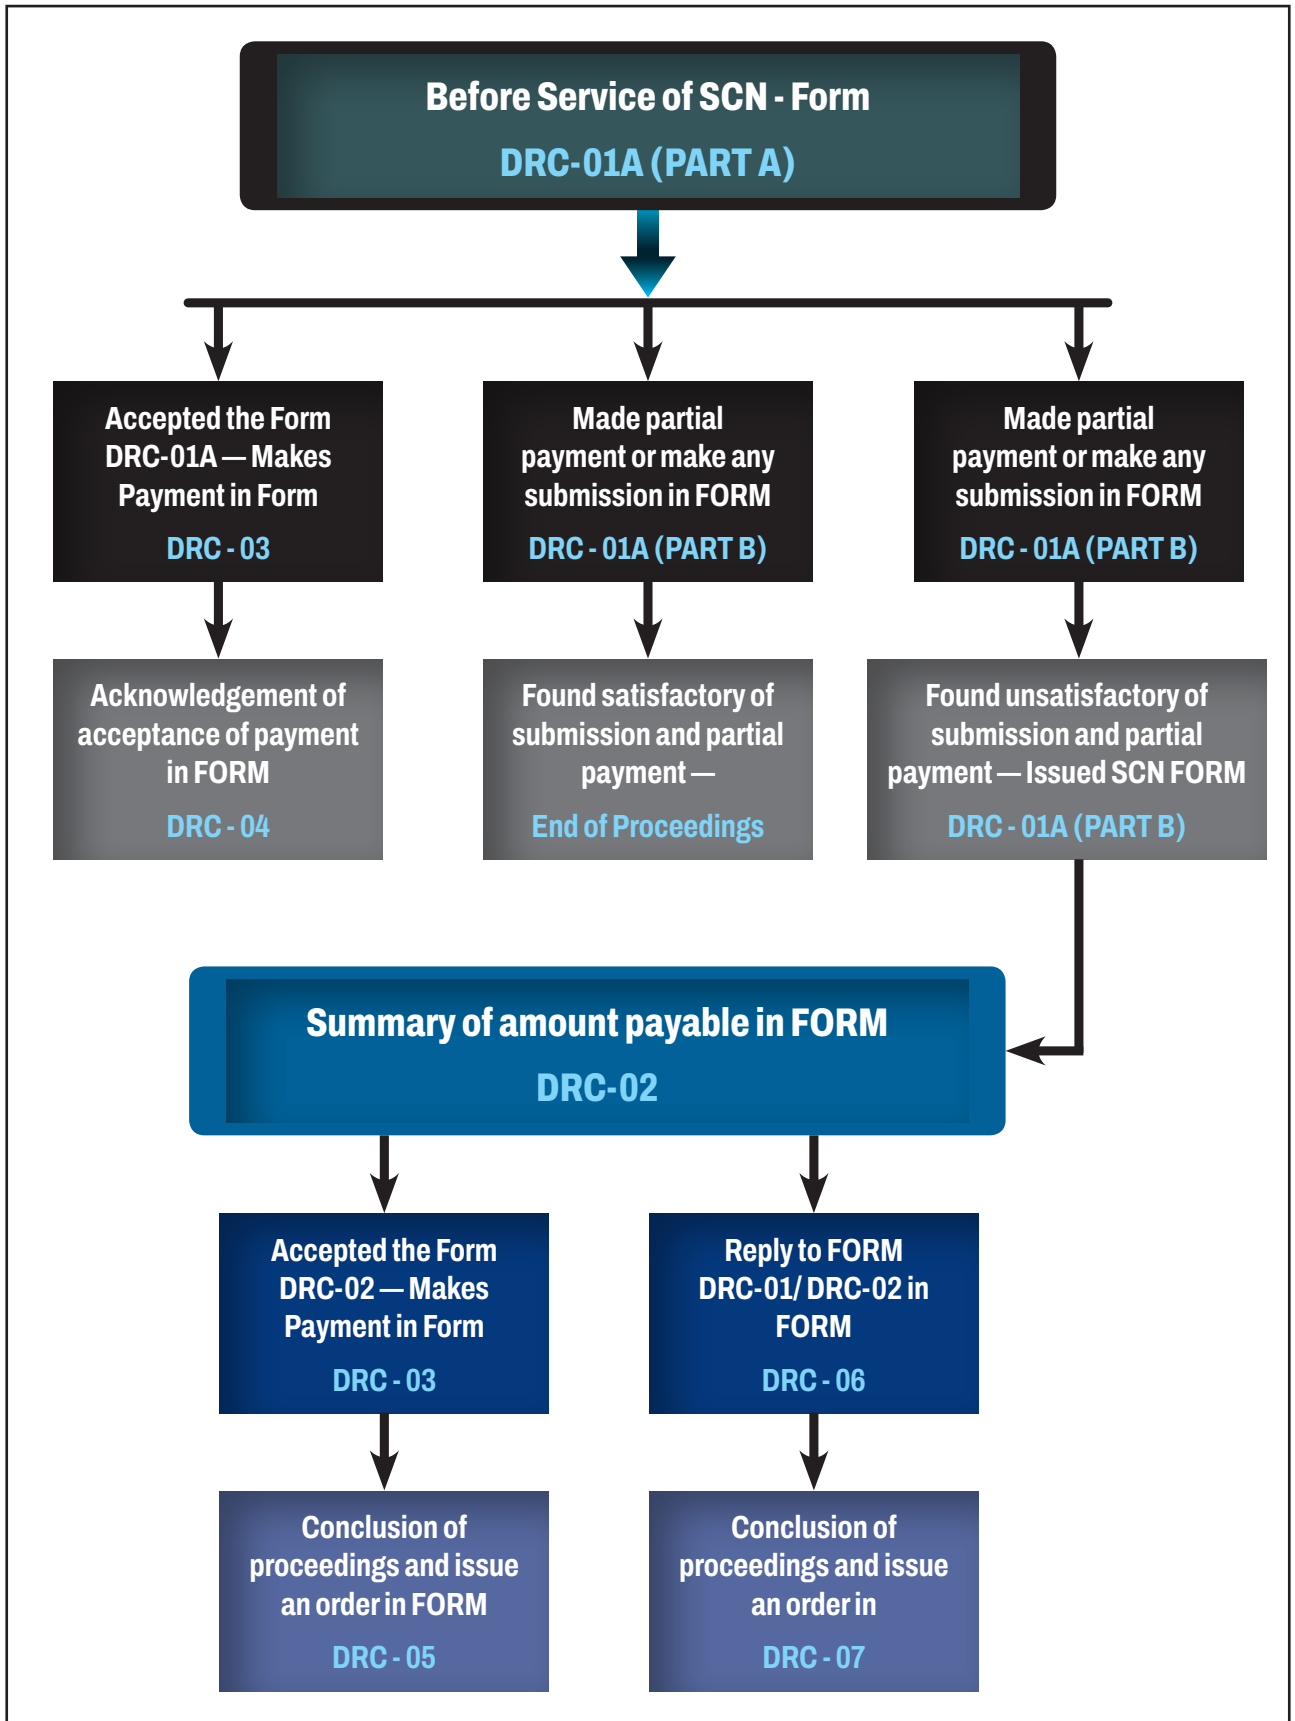 Before Service of SCN - Form
DRC-01A (PART A)
Accepted the Form
DRC-01A — Makes
Payment in Form
DRC - 03
Made partial
payment or make any
submission in FORM
DRC - 01A (PART B)
Made partial
payment or make any
submission in FORM
DRC - 01A (PART B)
Acknowledgement of
acceptance of payment
in FORM
DRC - 04
Found satisfactory of
submission and partial
payment —
End of Proceedings
Found unsatisfactory of
submission and partial
payment — Issued SCN FORM
DRC - 01A (PART B)
Summary of amount payable in FORM
DRC-02
Accepted the Form
DRC-02 — Makes
Payment in Form
DRC - 03
Reply to FORM
DRC-01/ DRC-02 in
FORM
DRC - 06
Conclusion of
proceedings and issue
an order in FORM
DRC - 05
Conclusion of
proceedings and issue
an order in
DRC - 07